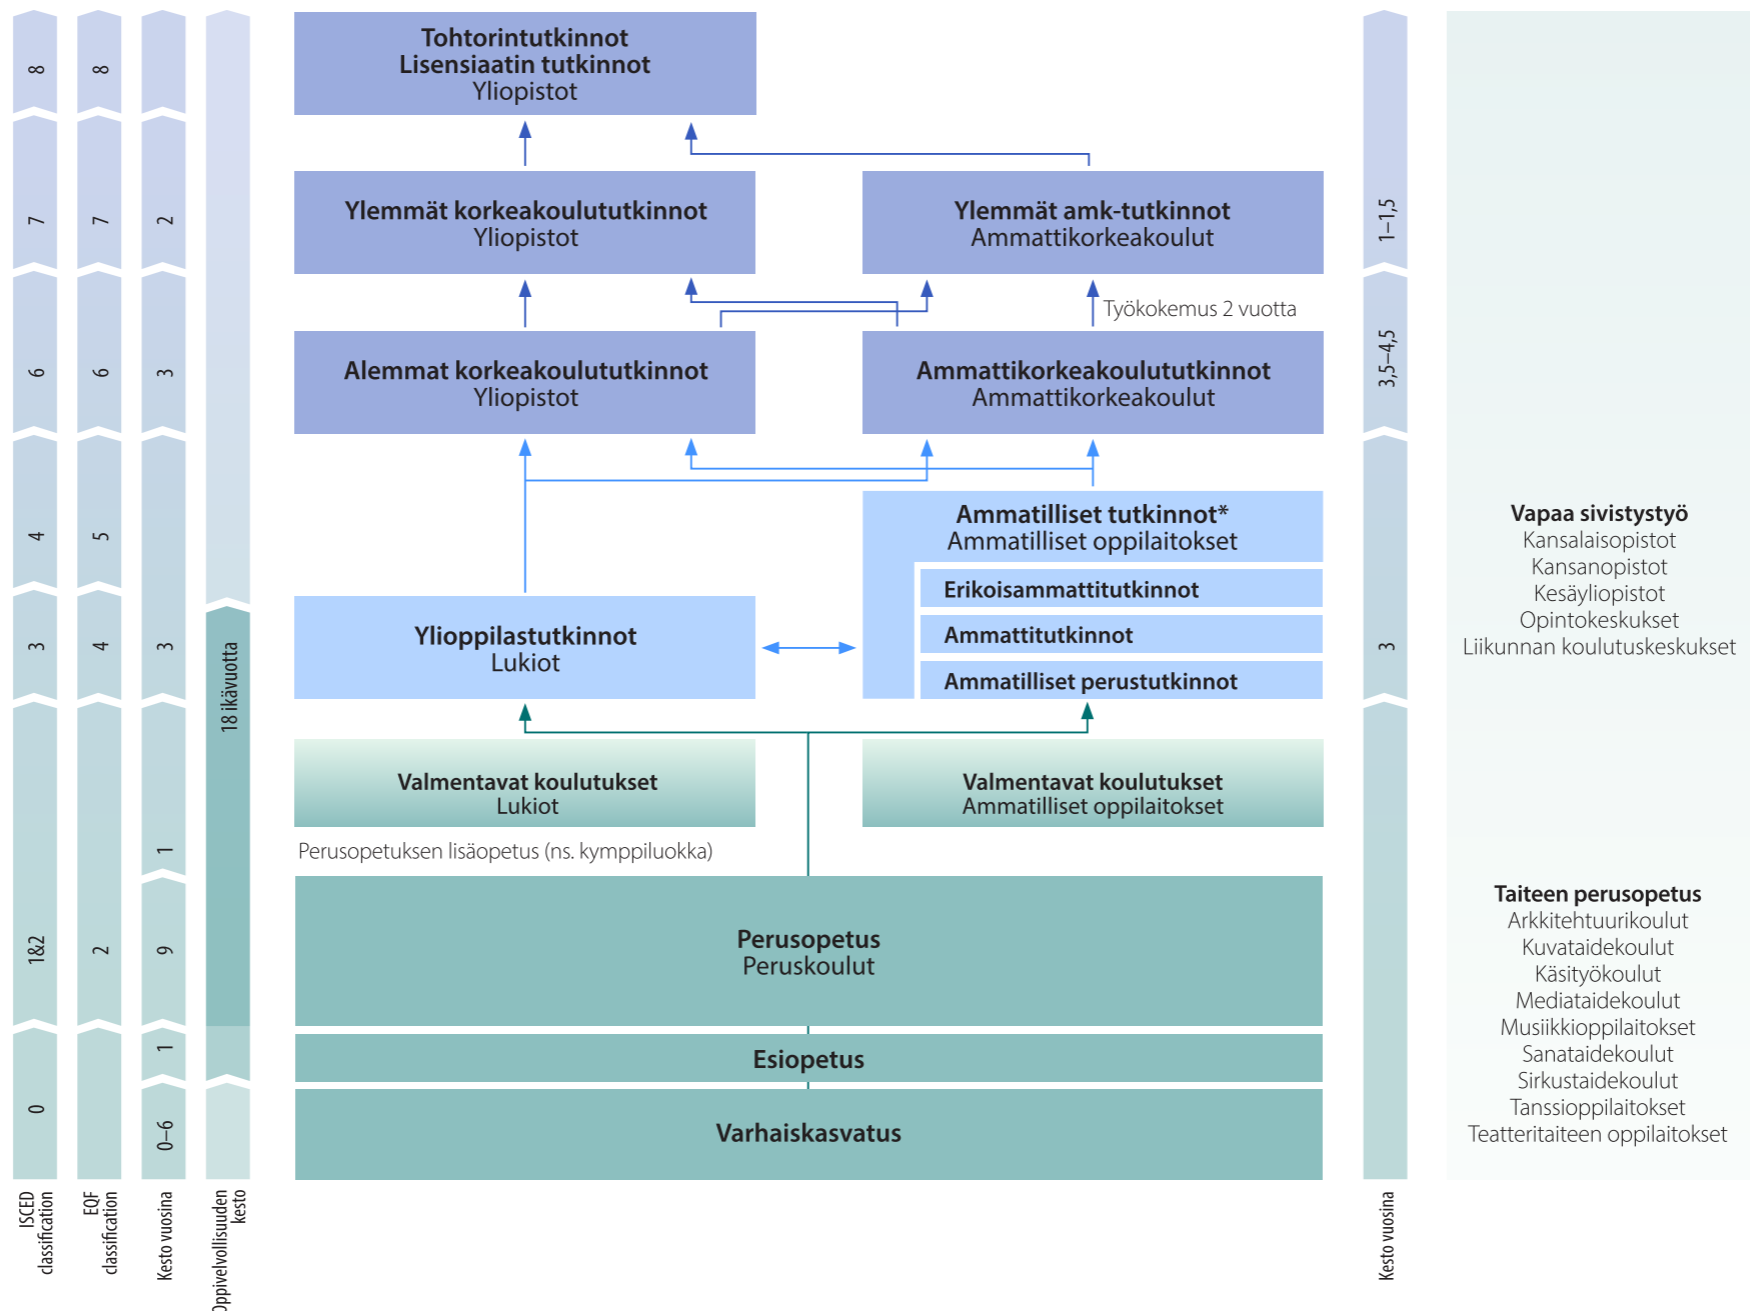 Tohtorintutkinnot
Lisensiaatin tutkinnot
Yliopistot
Ylemmät korkeakoulututkinnot
Yliopistot
Ylemmät amk-tutkinnot
Ammattikorkeakoulut
Työkokemus 2 vuotta
Alemmat korkeakoulututkinnot
Yliopistot
Ammattikorkeakoulututkinnot
Ammattikorkeakoulut
Ammatilliset tutkinnot*
Ammatilliset oppilaitokset
Erikoisammattitutkinnot
Ammattitutkinnot
Ammatilliset perustutkinnot
Ylioppilastutkinnot
Lukiot
Valmentavat koulutukset
Lukiot
Valmentavat koulutukset
Ammatilliset oppilaitokset
Perusopetuksen lisäopetus (ns. kymppiluokka)
Perusopetus
Peruskoulut
Esiopetus
Varhaiskasvatus
8
7
6
4
3
1&2
0
ISCED
classification
8
7
6
5
4
2
EQF
classification
2
3
3
1
9
1
0–6
Kesto vuosina
18 ikävuotta
Oppivelvollisuuden
kesto
1–1,5
3,5–4,5
3
Kesto vuosina
Vapaa sivistystyö
Kansalaisopistot
Kansanopistot
Kesäyliopistot
Opintokeskukset
Liikunnan koulutuskeskukset
Taiteen perusopetus
Arkkitehtuurikoulut
Kuvataidekoulut
Käsityökoulut
Mediataidekoulut
Musiikkioppilaitokset
Sanataidekoulut
Sirkustaidekoulut
Tanssioppilaitokset
Teatteritaiteen oppilaitokset